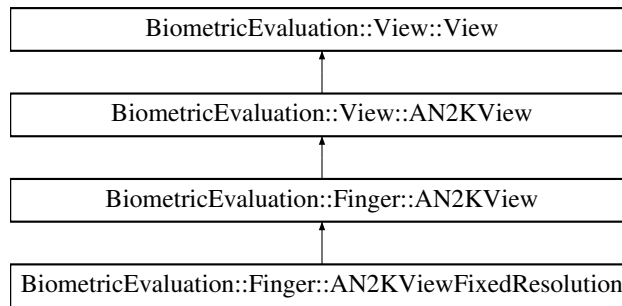 BiometricEvaluation::View::View
BiometricEvaluation::View::AN2KView
BiometricEvaluation::Finger::AN2KView
BiometricEvaluation::Finger::AN2KViewFixedResolution